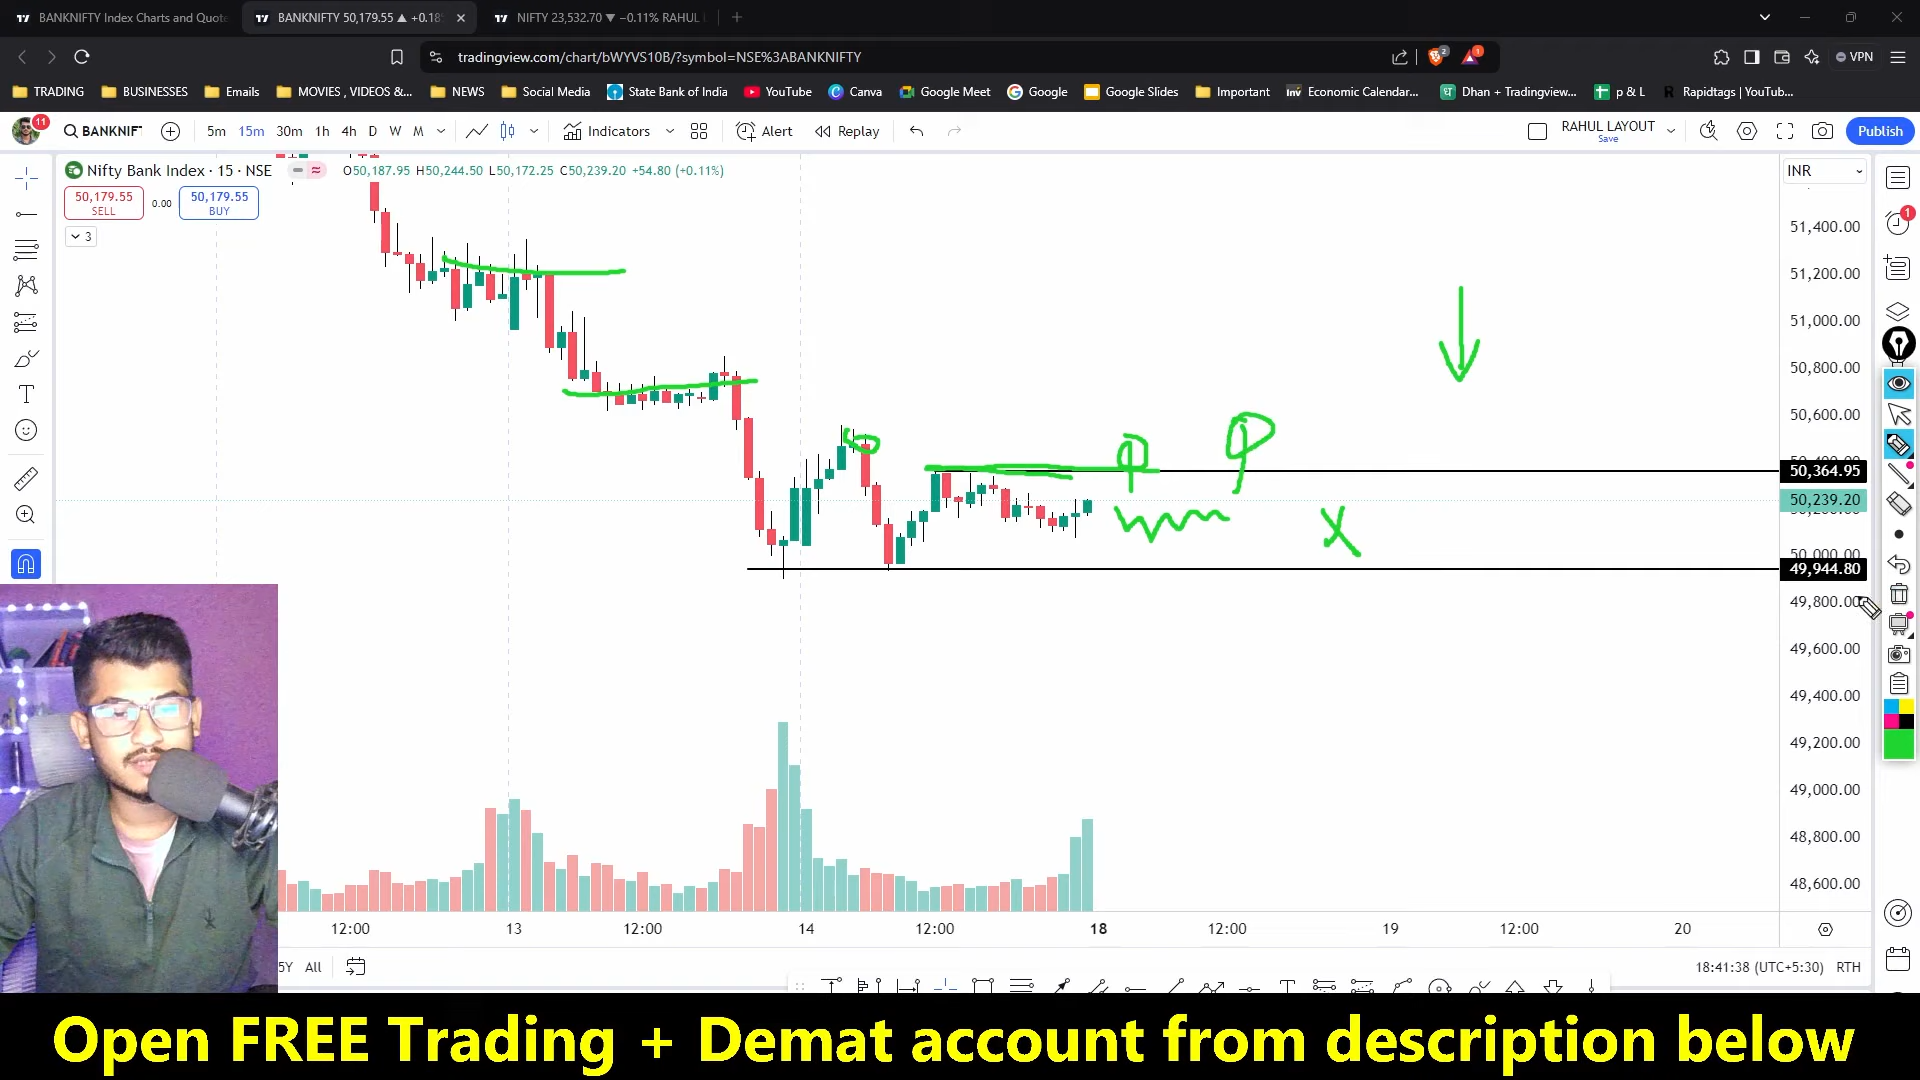 BANKNIFTY Index Charts and Quote
BANKNIFTY 50,179.55 ▲ +0.18
NIFTY 23,532.70 ▼ −0.11% RAHUL
tradingview.com/chart/bWYVS10B/?symbol=NSE%3ABANKNIFTY
2
1
VPN
TRADING
BUSINESSES
Emails
MOVIES , VIDEOS &...
NEWS
Social Media
State Bank of India
YouTube
Canva
Google Meet
Google
Google Slides
Important
Economic Calendar...
Dhan + Tradingview...
p & L
Rapidtags | YouTub...
11
BANKNIF
5m 15m 30m 1h 4h D W M
Indicators
Alert
Replay
RAHUL LAYOUT
Save
Publish
Nifty Bank Index · 15 · NSE
O50,187.95 H50,244.50 L50,172.25 C50,239.20 +54.80 (+0.11%)
INR
50,179.55
SELL
0.00
50,179.55
BUY
3
1
51,400.00
51,200.00
51,000.00
50,800.00
50,600.00
50,364.95
50,239.20
50,000.00
49,944.80
49,800.00
49,600.00
49,400.00
49,200.00
49,000.00
48,800.00
48,600.00
12:00 13 12:00 14 12:00 18 12:00 19 12:00 20
5Y All
18:41:38 (UTC+5:30) RTH
Open FREE Trading + Demat account from description below